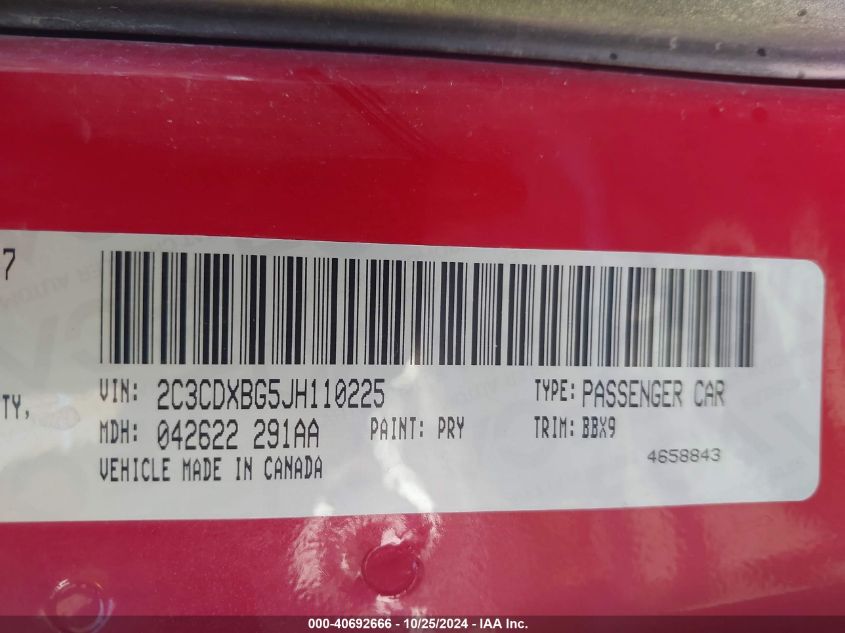 7
TY,
VIN: 2C3CDXBG5JH110225 TYPE: PASSENGER CAR
MDH: 042622 291AA PAINT: PRY TRIM: BBX9
VEHICLE MADE IN CANADA 4658843
000-40692666 - 10/25/2024 - IAA Inc.